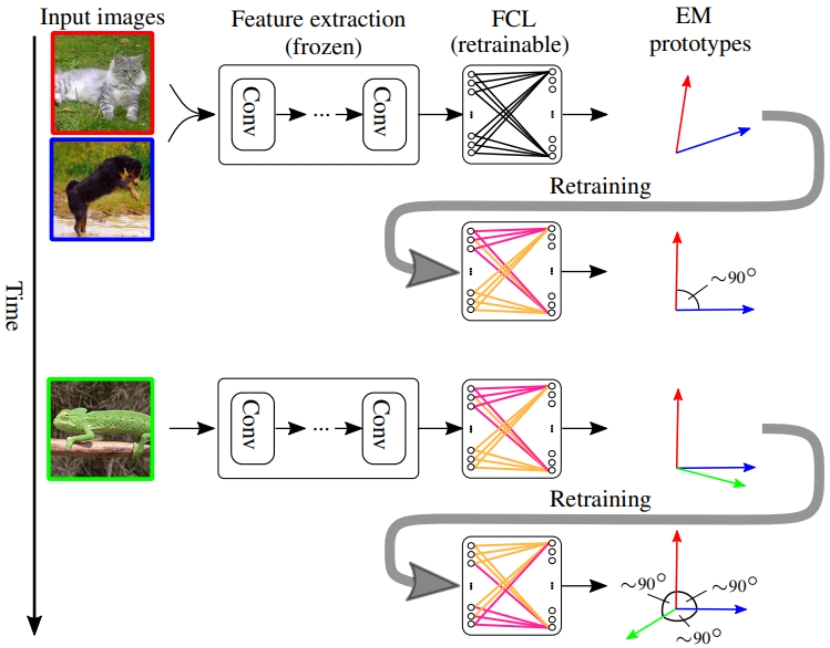 Input images
Feature extraction
(frozen)
FCL
(retrainable)
EM
prototypes
Conv
...
Conv
Retraining
~90°
Time
Conv
...
Conv
Retraining
~90°
~90°
~90°